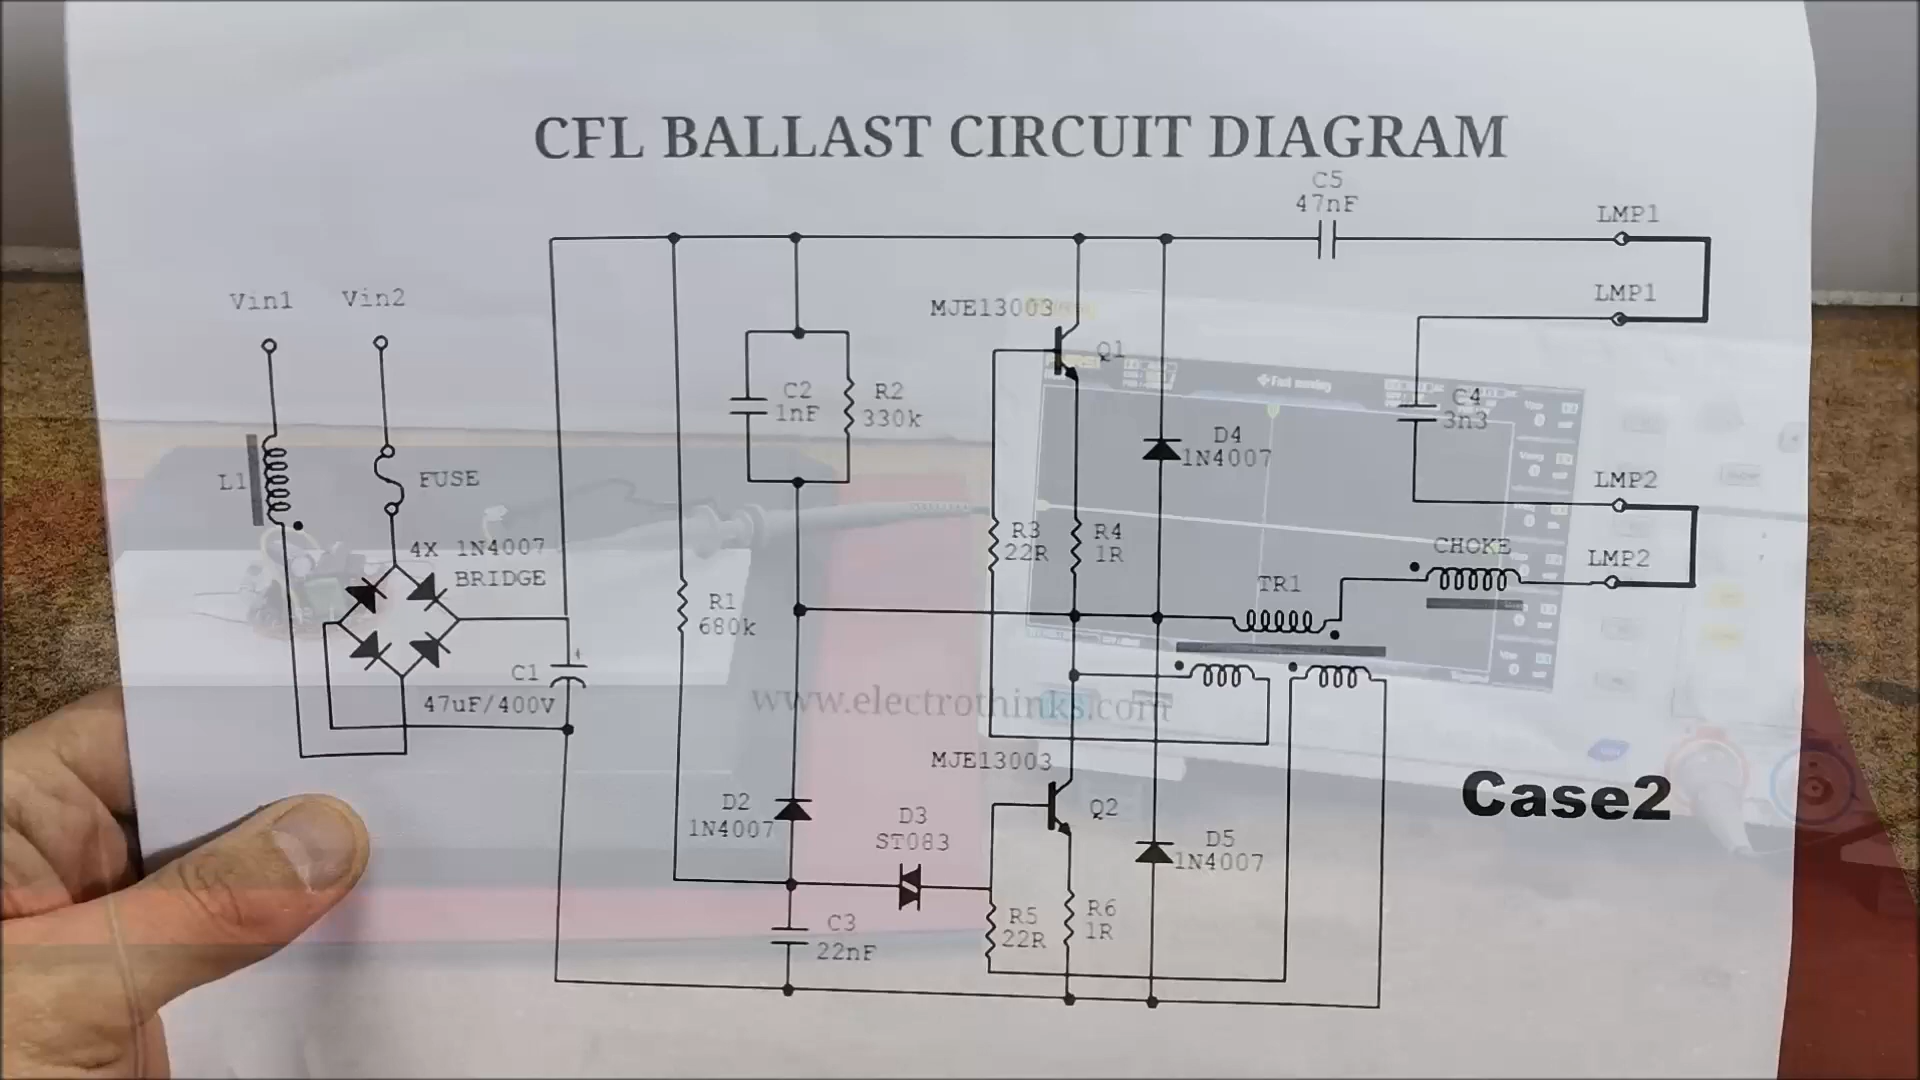 CFL BALLAST CIRCUIT DIAGRAM
C5
47nF
LMP1
LMP1
Vin1
Vin2
MJE13003
Q1
C2
1nF
R2
330k
C4
3n3
D4
1N4007
L1
FUSE
LMP2
R3
22R
R4
1R
CHOKE
LMP2
4X 1N4007
BRIDGE
TR1
R1
680k
C1
+
47uF/400V
www.electrothinks.com
MJE13003
Q2
Case2
D2
1N4007
D3
ST083
D5
1N4007
C3
22nF
R5
22R
R6
1R